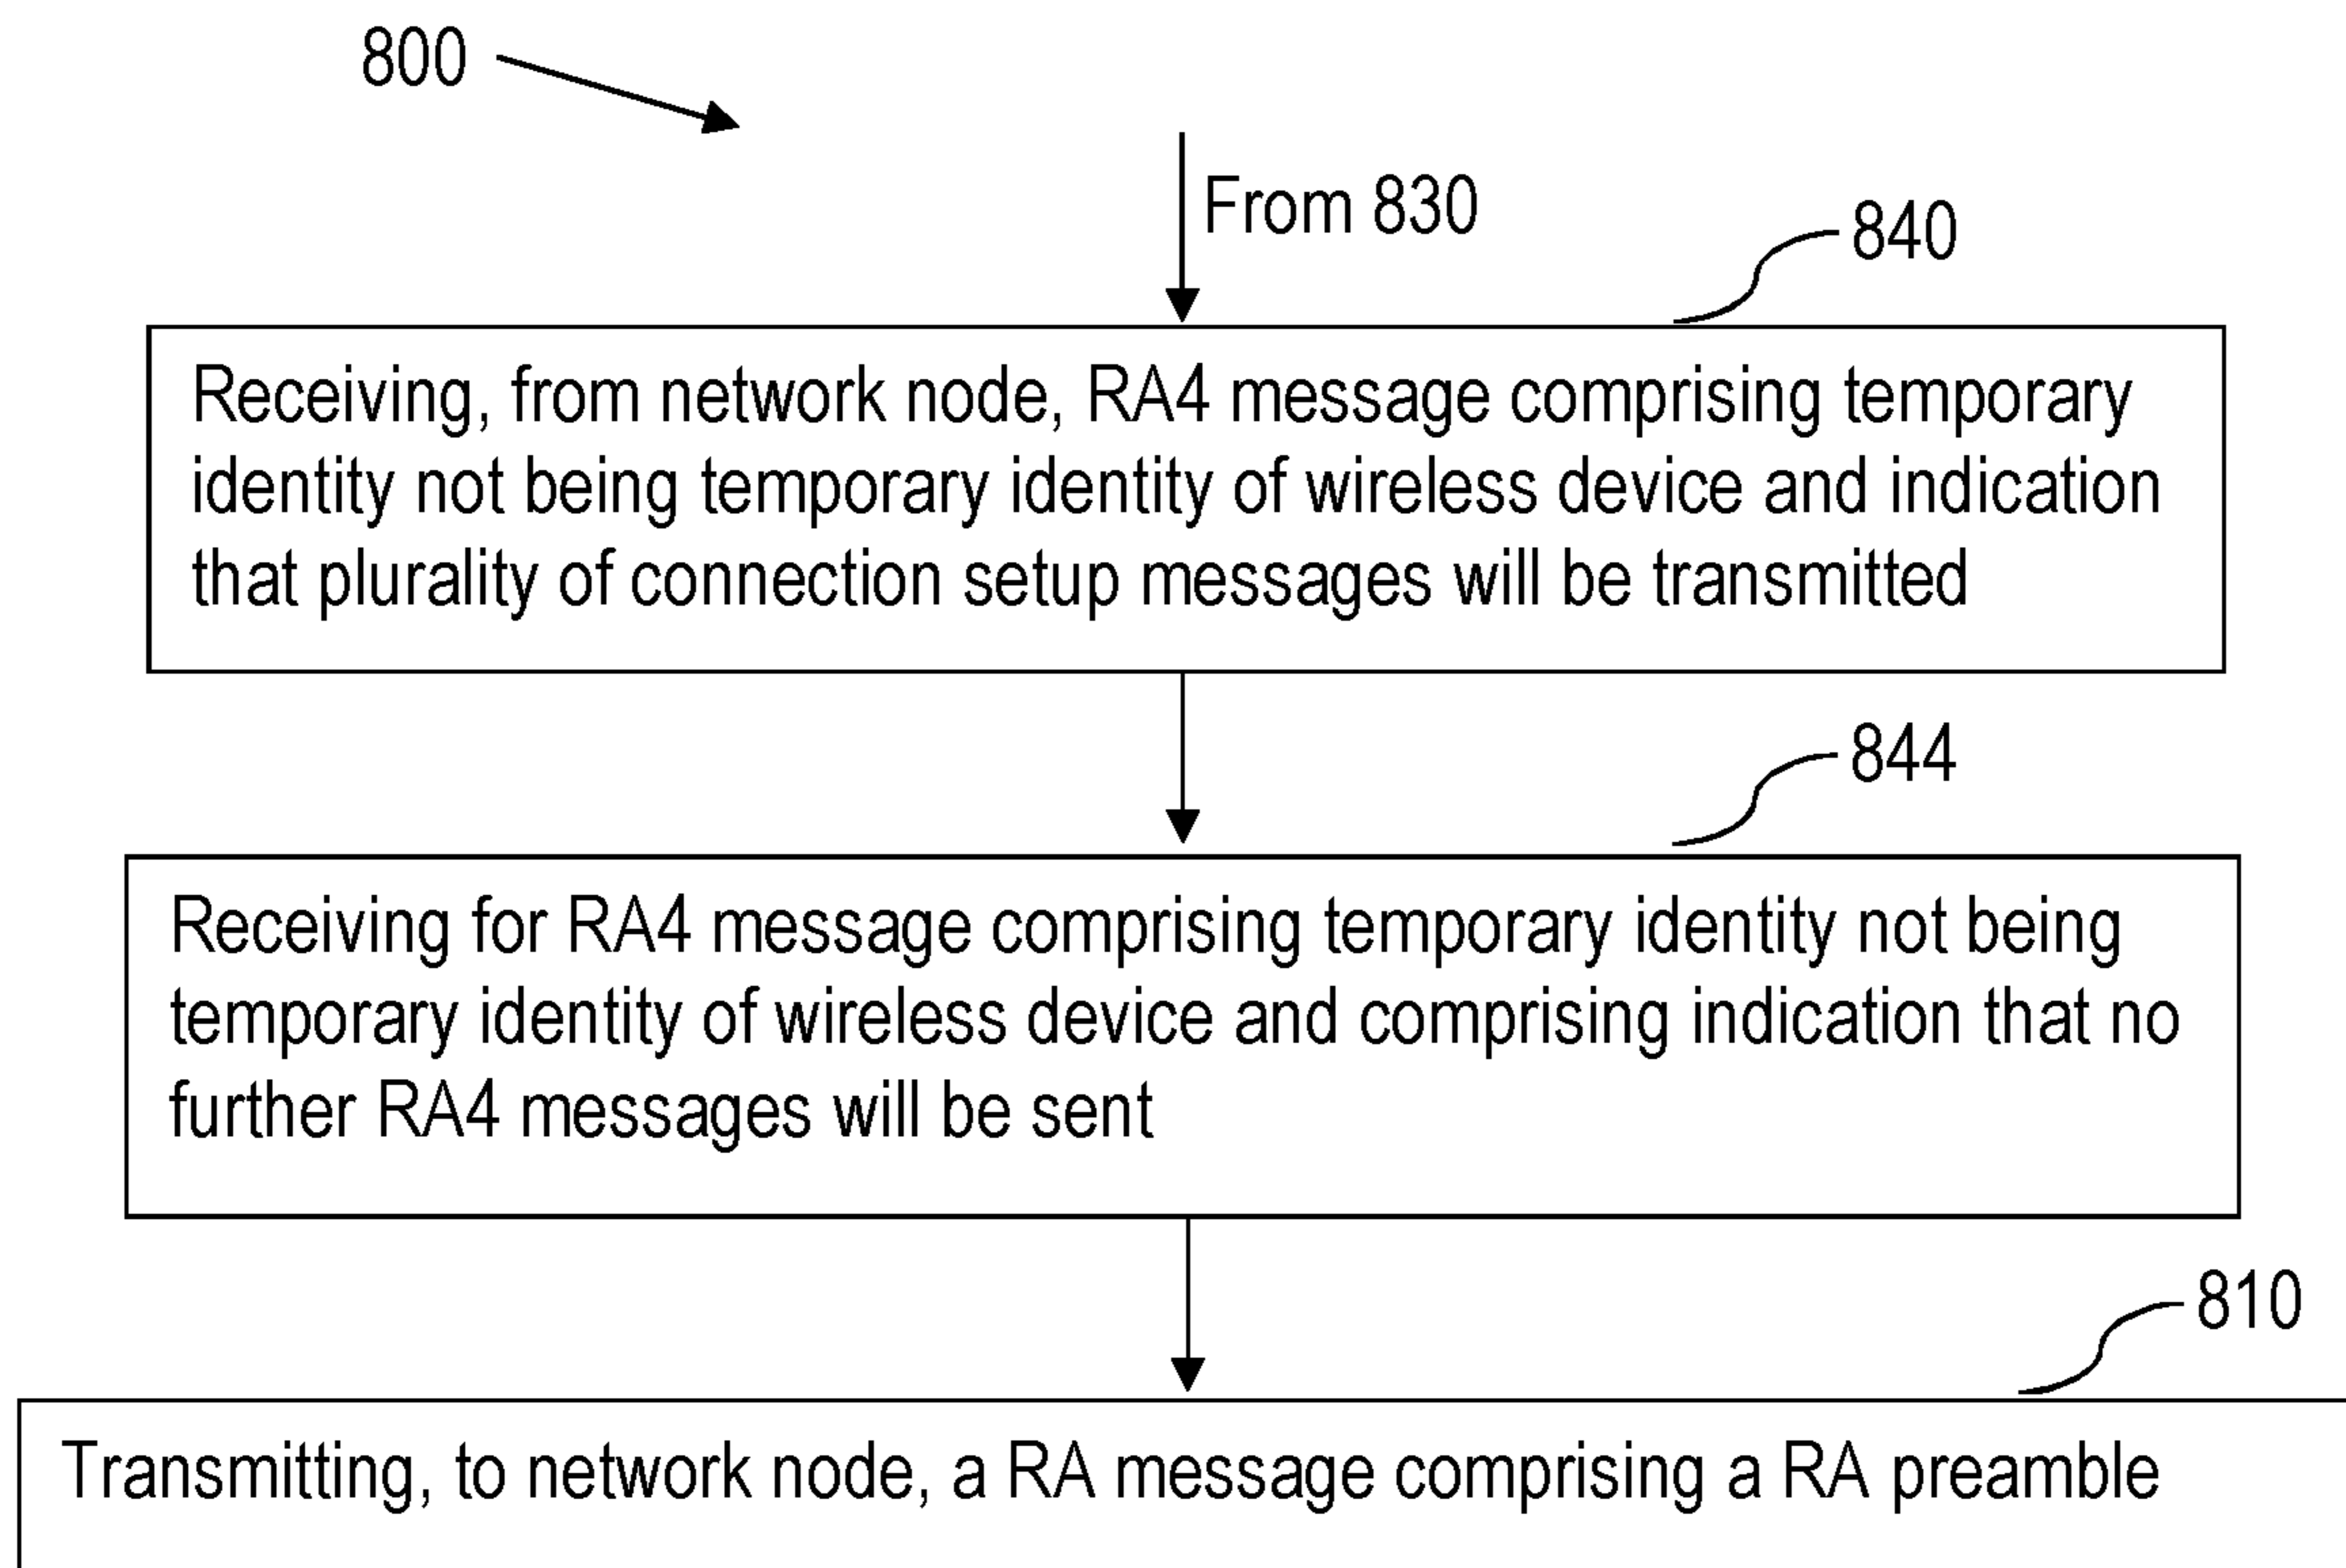 800
From 830
840
Receiving, from network node, RA4 message comprising temporary
identity not being temporary identity of wireless device and indication
that plurality of connection setup messages will be transmitted
844
Receiving for RA4 message comprising temporary identity not being
temporary identity of wireless device and comprising indication that no
further RA4 messages will be sent
810
Transmitting, to network node, a RA message comprising a RA preamble